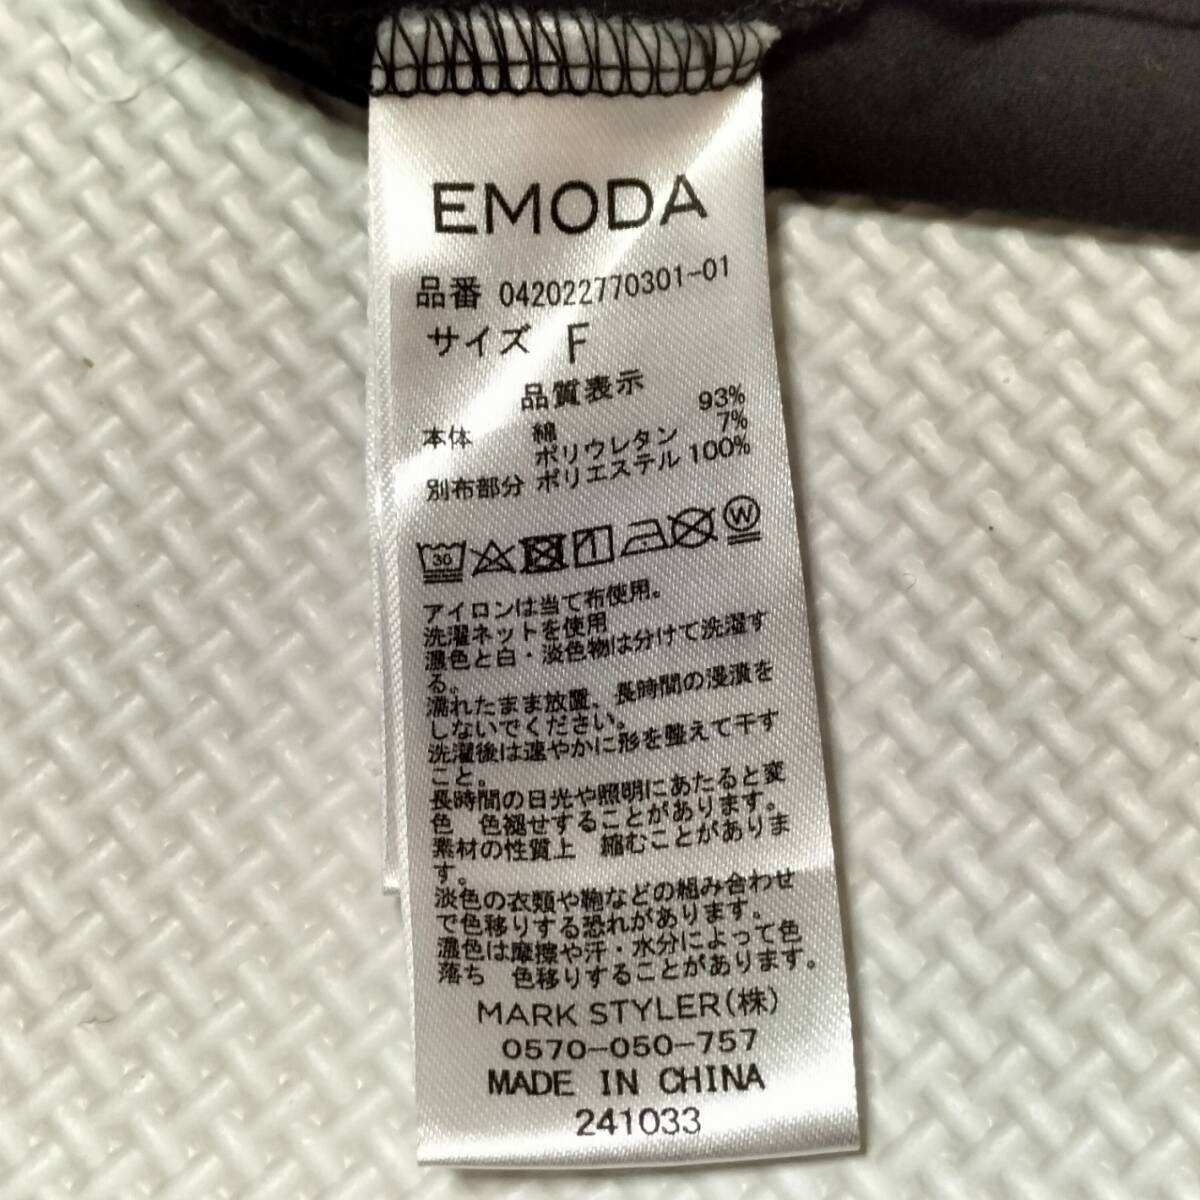 EMODA
品番 042022770301-01
サイズ F
品質表示
本体 綿 93%
ポリウレタン 7%
別布部分 ポリエステル 100%
30 1 W
アイロンは当て布使用。
洗濯ネットを使用
濃色と白・淡色物は分けて洗濯す
る。
濡れたまま放置、長時間の浸漬を
しないでください。
洗濯後は速やかに形を整えて干す
こと。
長時間の日光や照明にあたると変
色 色褪せすることがあります。
素材の性質上 縮むことがありま
す。
淡色の衣類や鞄などの組み合わせ
で色移りする恐れがあります。
濃色は摩擦や汗・水分によって色
落ち 色移りすることがあります。
MARK STYLER(株)
0570-050-757
MADE IN CHINA
241033